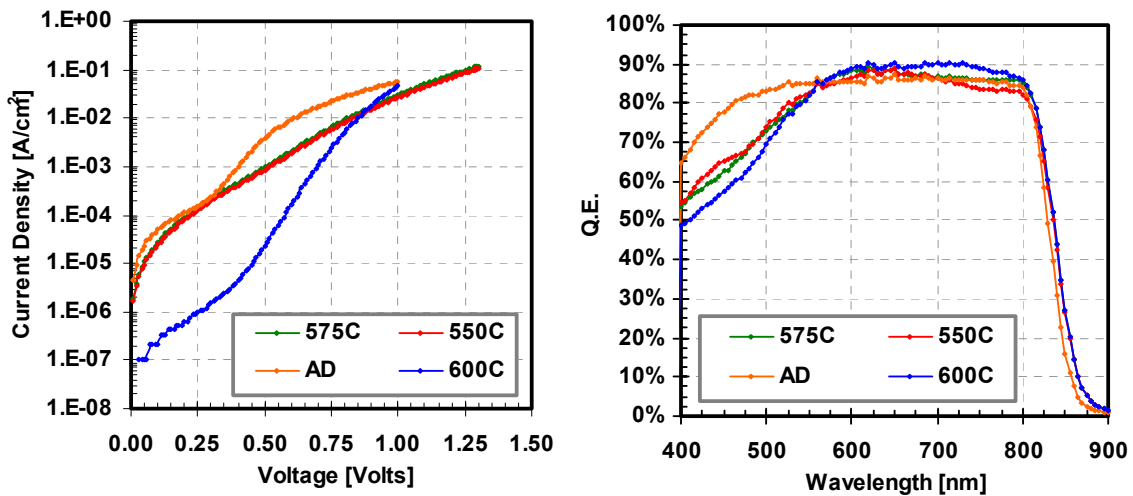 1.E+00
1.E-01
1.E-02
1.E-03
1.E-04
1.E-05
1.E-06
1.E-07
1.E-08
Current Density [A/cm²]
0.00 0.25 0.50 0.75 1.00 1.25 1.50
Voltage [Volts]
575C 550C
AD 600C
100%
90%
80%
70%
60%
50%
40%
30%
20%
10%
0%
Q.E.
400 500 600 700 800 900
Wavelength [nm]
575C 550C
AD 600C